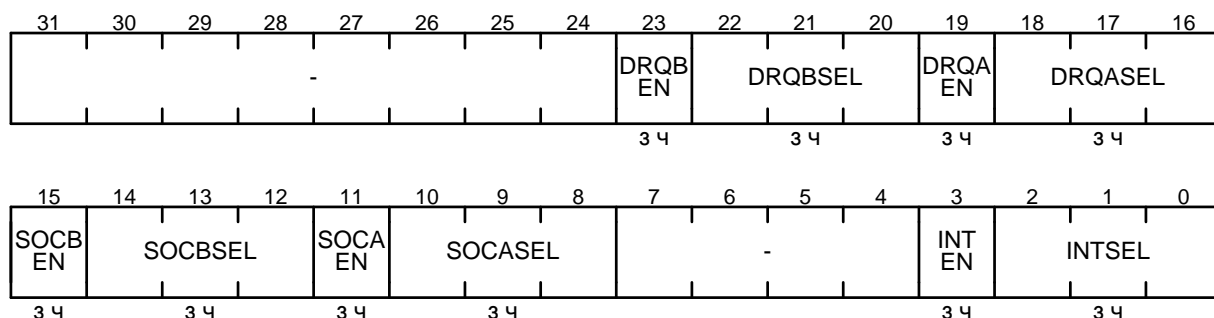 31 30 29 28 27 26 25 24 23 22 21 20 19 18 17 16
- DRQB EN DRQBSEL DRQA EN DRQASEL
з ч з ч з ч з ч
15 14 13 12 11 10 9 8 7 6 5 4 3 2 1 0
SOCB EN SOCBSEL SOCA EN SOCASEL - INT EN INTSEL
з ч з ч з ч з ч з ч з ч